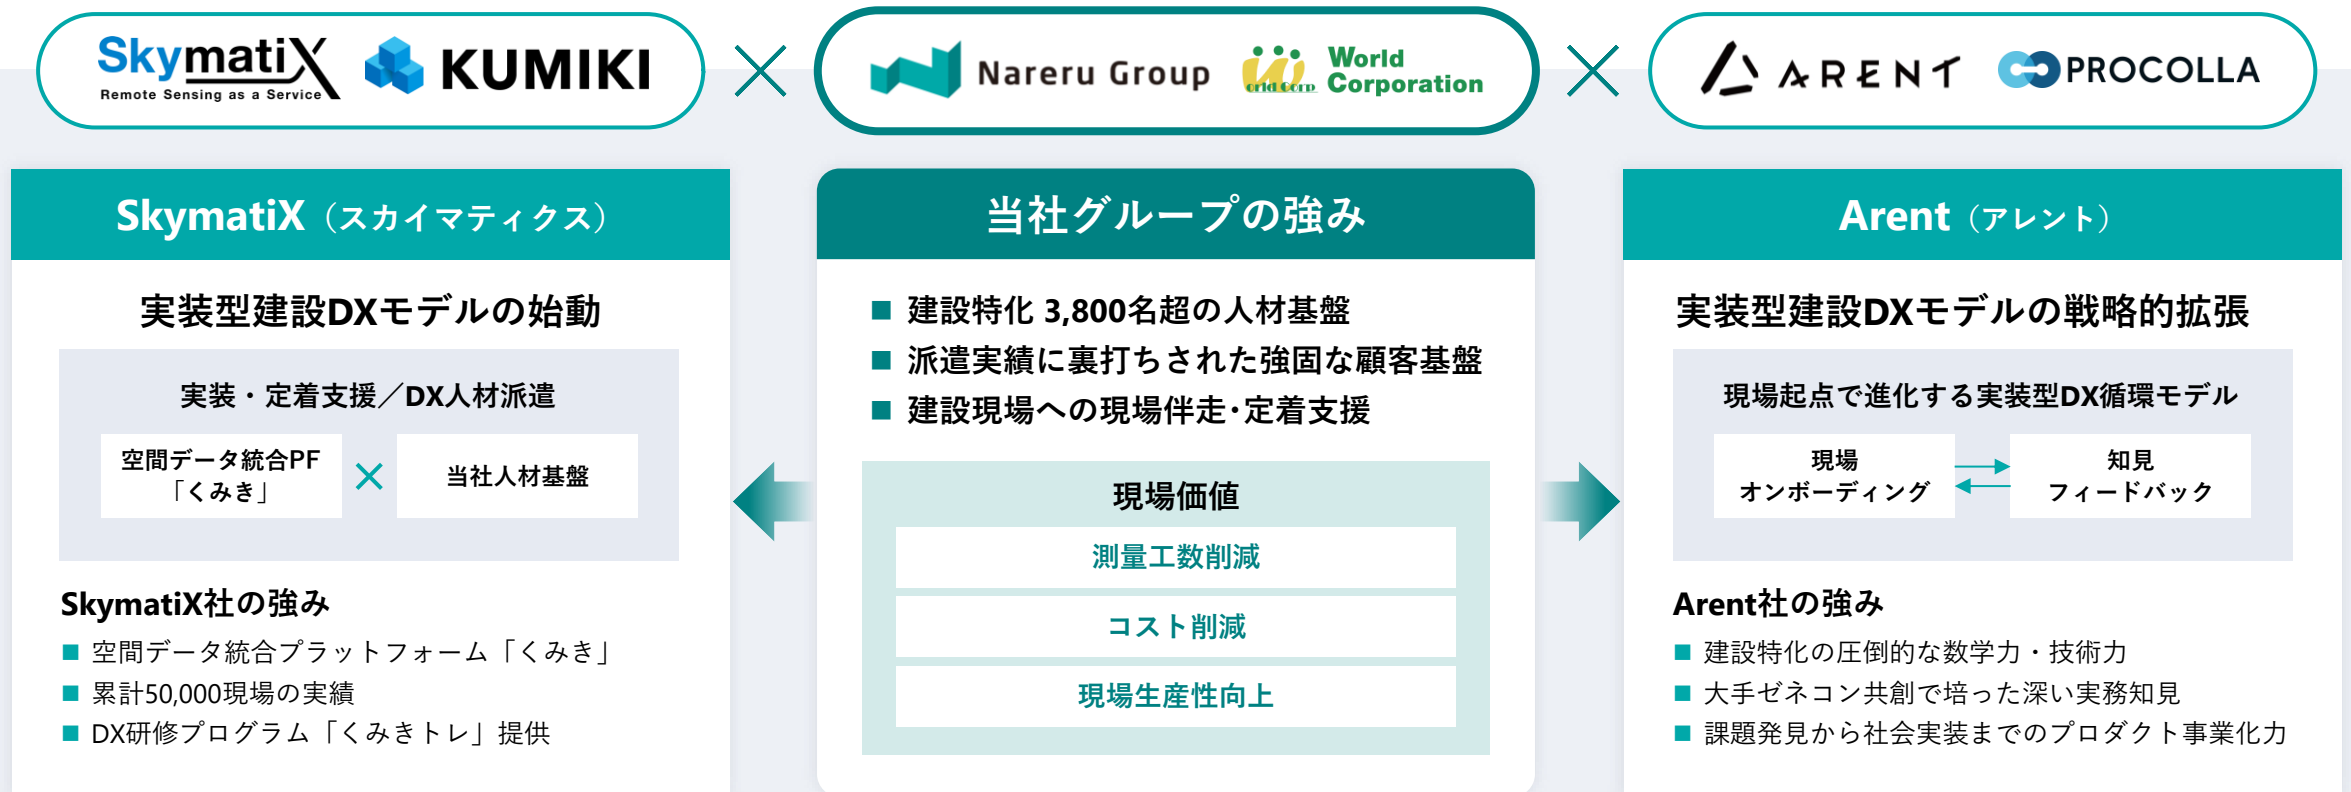 SkymatiX
Remote Sensing as a Service
KUMIKI
Nareru Group
orld Corp
World
Corporation
ARENT
PROCOLLA
SkymatiX（スカイマティクス）
実装型建設DXモデルの始動
実装・定着支援／DX人材派遣
空間データ統合PF
「くみき」
×
当社人材基盤
SkymatiX社の強み
■ 空間データ統合プラットフォーム「くみき」
■ 累計50,000現場の実績
■ DX研修プログラム「くみきトレ」提供
当社グループの強み
■ 建設特化 3,800名超の人材基盤
■ 派遣実績に裏打ちされた強固な顧客基盤
■ 建設現場への現場伴走・定着支援
現場価値
測量工数削減
コスト削減
現場生産性向上
Arent（アレント）
実装型建設DXモデルの戦略的拡張
現場起点で進化する実装型DX循環モデル
現場
オンボーディング
知見
フィードバック
Arent社の強み
■ 建設特化の圧倒的な数学力・技術力
■ 大手ゼネコン共創で培った深い実務知見
■ 課題発見から社会実装までのプロダクト事業化力